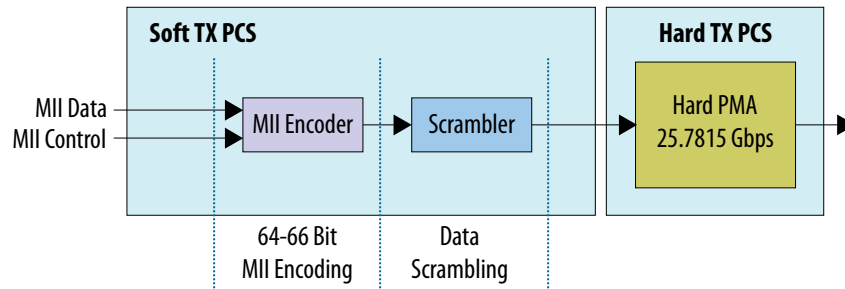 Soft TX PCS
Hard TX PCS
MII Data
MII Control
MII Encoder
Scrambler
Hard PMA
25.7815 Gbps
64-66 Bit
MII Encoding
Data
Scrambling